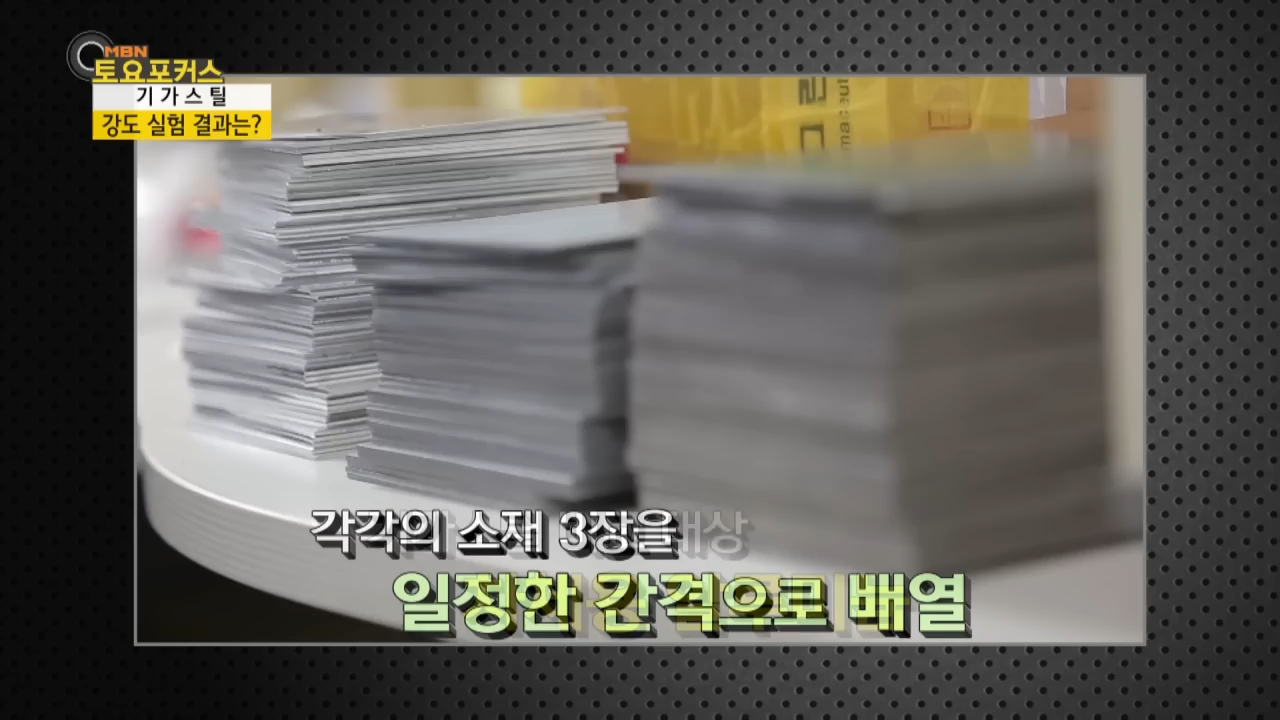 MBN
토요포커스
기가스틸
강도 실험 결과는?
각각의 소재 3장을
일정한 간격으로 배열